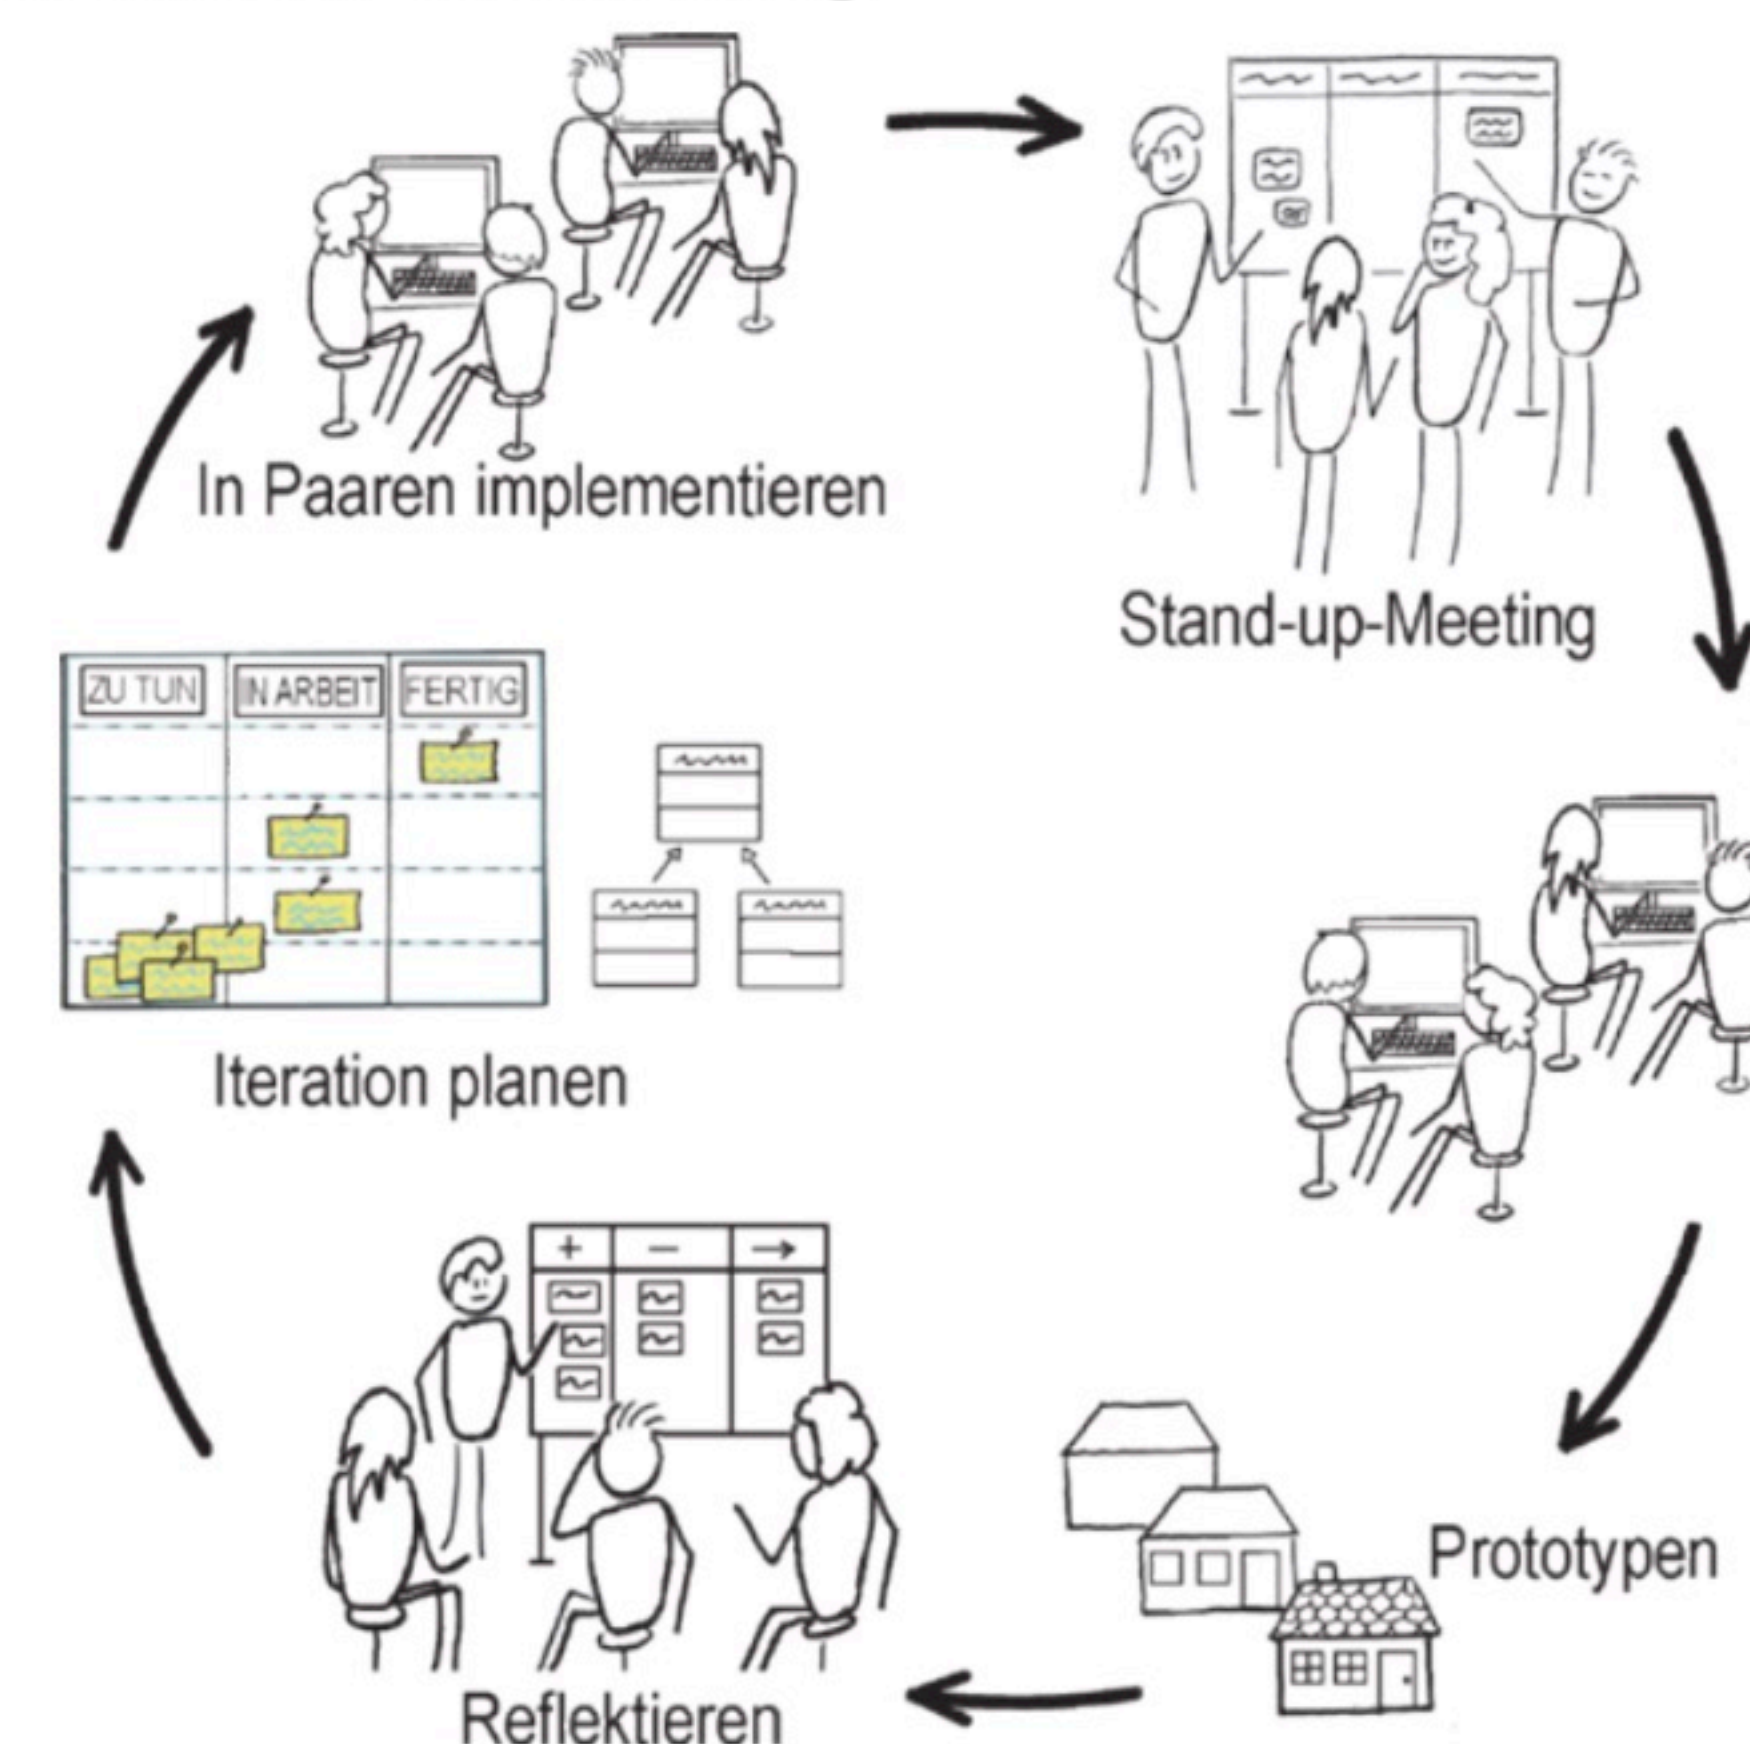 In Paaren implementieren
Stand-up-Meeting
ZU TUN
IN ARBEIT
FERTIG
Iteration planen
+
–
→
Prototypen
Reflektieren